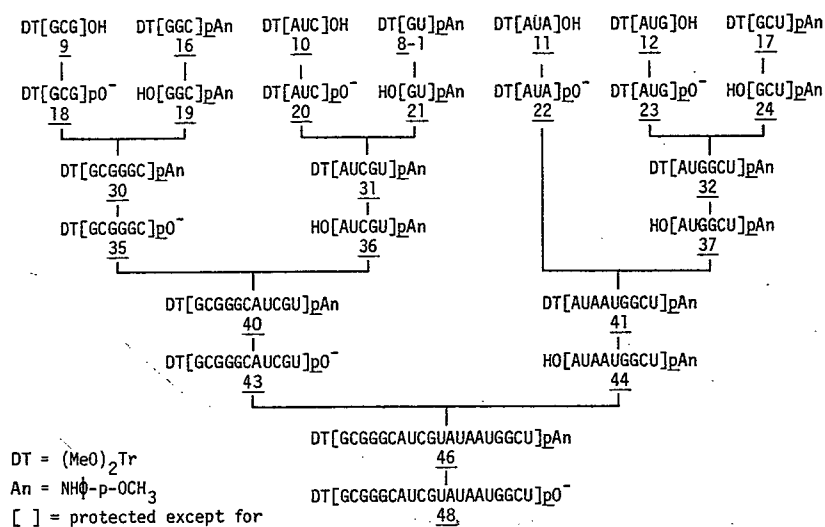 DT[GCG]OH DT[GGC]pAn DT[AUC]OH DT[GU]pAn DT[AUA]OH DT[AUG]OH DT[GCU]pAn
9 16 10 8-1 11 12 17
DT[GCG]pO⁻ HO[GGC]pAn DT[AUC]pO⁻ HO[GU]pAn DT[AUA]pO⁻ DT[AUG]pO⁻ HO[GCU]pAn
18 19 20 21 22 23 24
DT[GCGGGC]pAn DT[AUCGU]pAn DT[AUGGCU]pAn
30 31 32
DT[GCGGGC]pO⁻ HO[AUCGU]pAn HO[AUGGCU]pAn
35 36 37
DT[GCGGGCAUCGU]pAn DT[AUAAUGGCU]pAn
40 41
DT[GCGGGCAUCGU]pO⁻ HO[AUAAUGGCU]pAn
43 44
DT[GCGGGCAUCGUAUAAUGGCU]pAn
46
DT[GCGGGCAUCGUAUAAUGGCU]pO⁻
48
DT = (MeO)₂Tr
An = NHϕ-p-OCH₃
[ ] = protected except for